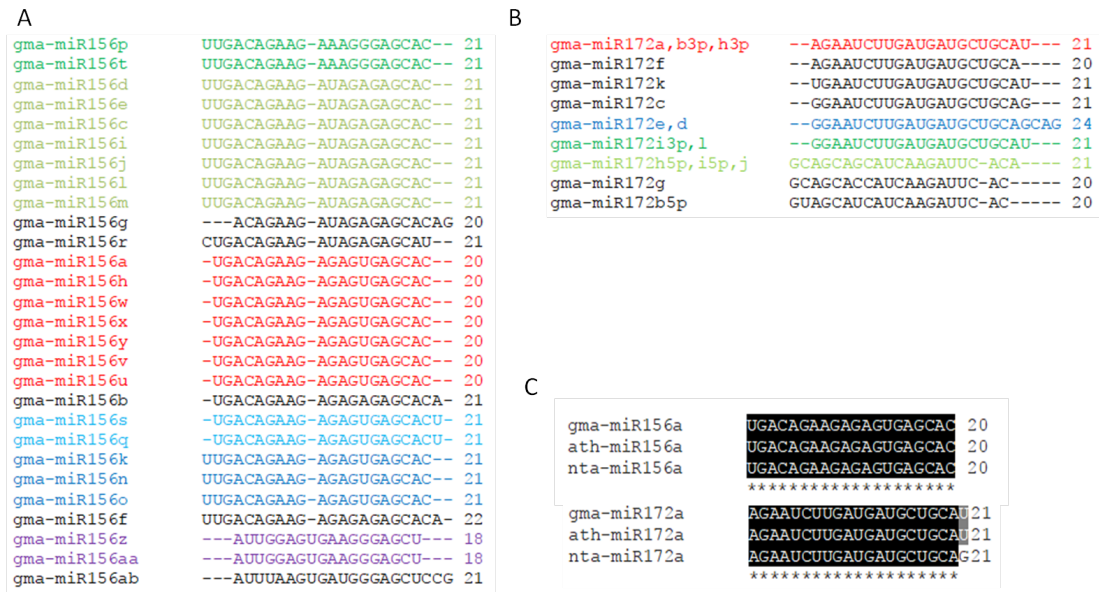 A
gma-miR156p UUGACAGAAG-AAAGGGAGCAC-- 21
gma-miR156t UUGACAGAAG-AAAGGGAGCAC-- 21
gma-miR156d UUGACAGAAG-AUAGAGAGCAC-- 21
gma-miR156e UUGACAGAAG-AUAGAGAGCAC-- 21
gma-miR156c UUGACAGAAG-AUAGAGAGCAC-- 21
gma-miR156i UUGACAGAAG-AUAGAGAGCAC-- 21
gma-miR156j UUGACAGAAG-AUAGAGAGCAC-- 21
gma-miR156l UUGACAGAAG-AUAGAGAGCAC-- 21
gma-miR156m UUGACAGAAG-AUAGAGAGCAC-- 21
gma-miR156g ---ACAGAAG-AUAGAGAGCACAG 20
gma-miR156r CUGACAGAAG-AUAGAGAGCAU-- 21
gma-miR156a -UGACAGAAG-AGAGUGAGCAC-- 20
gma-miR156h -UGACAGAAG-AGAGUGAGCAC-- 20
gma-miR156w -UGACAGAAG-AGAGUGAGCAC-- 20
gma-miR156x -UGACAGAAG-AGAGUGAGCAC-- 20
gma-miR156y -UGACAGAAG-AGAGUGAGCAC-- 20
gma-miR156v -UGACAGAAG-AGAGUGAGCAC-- 20
gma-miR156u -UGACAGAAG-AGAGUGAGCAC-- 20
gma-miR156b -UGACAGAAG-AGAGAGAGCACA- 21
gma-miR156s -UGACAGAAG-AGAGUGAGCACU- 21
gma-miR156q -UGACAGAAG-AGAGUGAGCACU- 21
gma-miR156k UUGACAGAAG-AGAGUGAGCAC-- 21
gma-miR156n UUGACAGAAG-AGAGUGAGCAC-- 21
gma-miR156o UUGACAGAAG-AGAGUGAGCAC-- 21
gma-miR156f UUGACAGAAG-AGAGAGAGCACA- 22
gma-miR156z ---AUUGGAGUGAAGGGAGCU--- 18
gma-miR156aa ---AUUGGAGUGAAGGGAGCU--- 18
gma-miR156ab ---AUUUAAGUGAUGGGAGCUCCG 21
B
gma-miR172a,b3p,h3p --AGAAUCUUGAUGAUGCUGCAU--- 21
gma-miR172f --AGAAUCUUGAUGAUGCUGCA---- 20
gma-miR172k --UGAAUCUUGAUGAUGCUGCAU--- 21
gma-miR172c --GGAAUCUUGAUGAUGCUGCAG--- 21
gma-miR172e,d --GGAAUCUUGAUGAUGCUGCAGCAG 24
gma-miR172i3p,l --GGAAUCUUGAUGAUGCUGCAU--- 21
gma-miR172h5p,i5p,j GCAGCAGCAUCAAGAUUC-ACA---- 21
gma-miR172g GCAGCACCAUCAAGAUUC-AC----- 20
gma-miR172b5p GUAGCAUCAUCAAGAUUC-AC----- 20
C
gma-miR156a UGACAGAAGAGAGUGAGCAC 20
ath-miR156a UGACAGAAGAGAGUGAGCAC 20
nta-miR156a UGACAGAAGAGAGUGAGCAC 20
********************
gma-miR172a AGAAUCUUGAUGAUGCUGCAU 21
ath-miR172a AGAAUCUUGAUGAUGCUGCAU 21
nta-miR172a AGAAUCUUGAUGAUGCUGCAG 21
********************